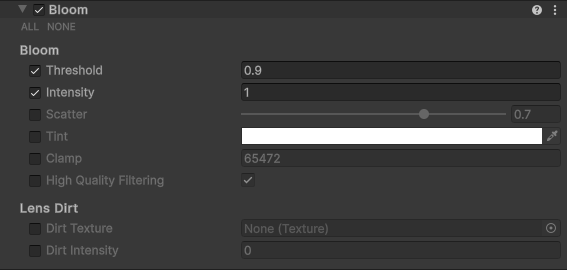 Bloom
ALL NONE
Bloom
Threshold 0.9
Intensity 1
Scatter 0.7
Tint
Clamp 65472
High Quality Filtering
Lens Dirt
Dirt Texture None (Texture)
Dirt Intensity 0